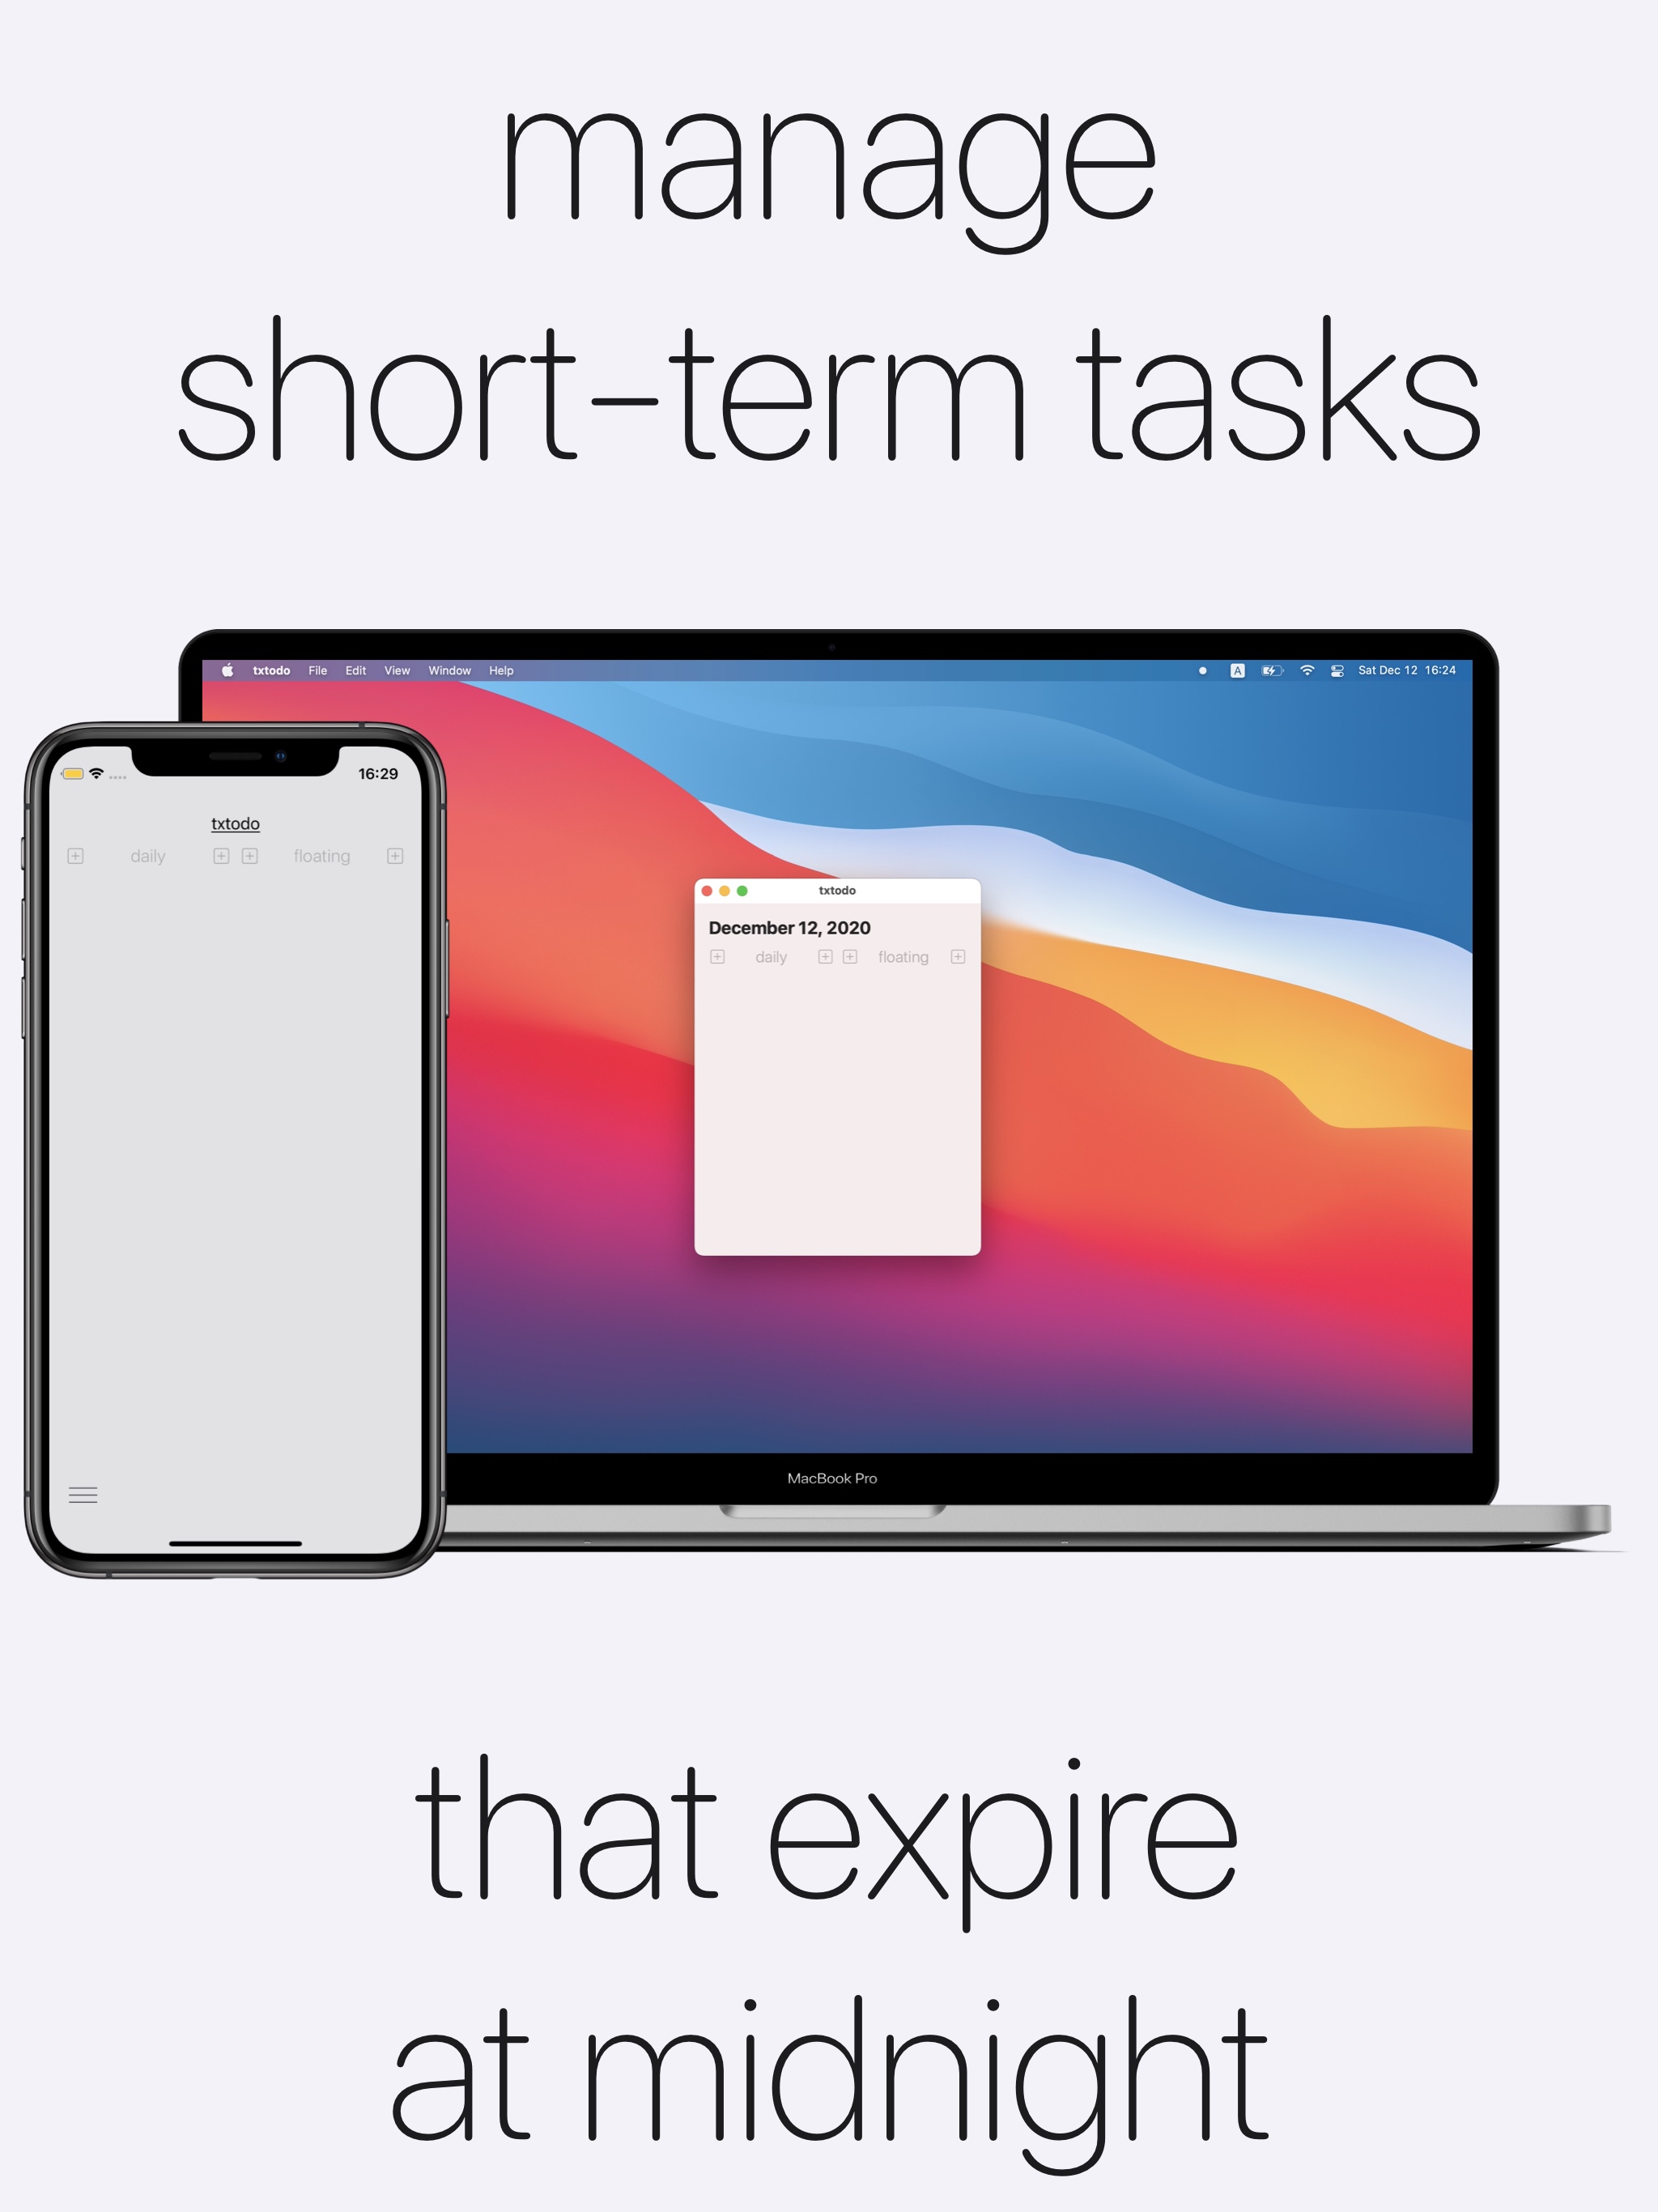 manage
short-term tasks
txtodo File Edit View Window Help A Sat Dec 12 16:24
16:29
txtodo
daily floating
txtodo
December 12, 2020
daily floating
MacBook Pro
that expire
at midnight